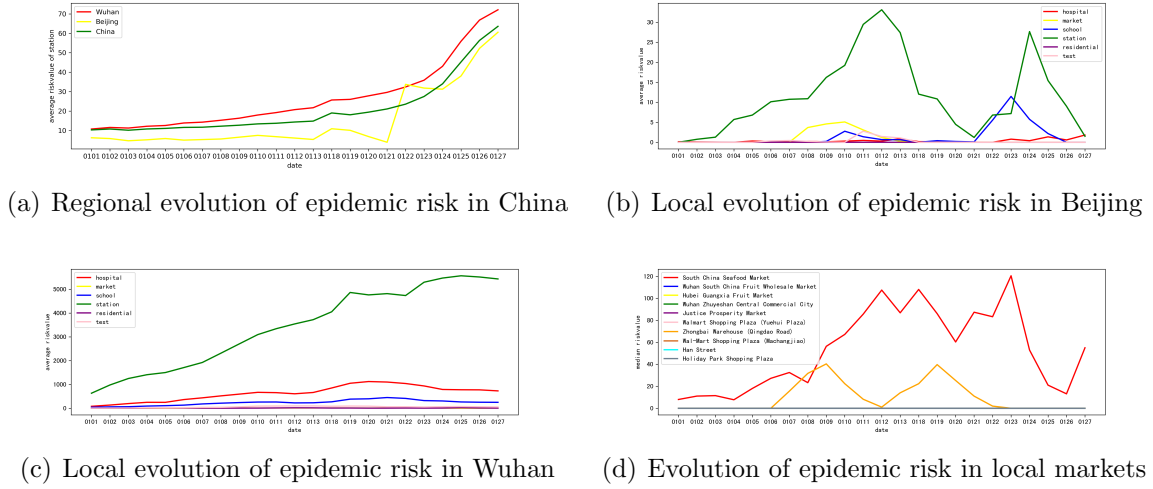 70
60
50
40
30
20
10
average riskvalue of station
Wuhan
Beijing
China
0101 0102 0103 0104 0105 0106 0107 0108 0109 0110 0111 0112 0113 0118 0119 0120 0121 0122 0123 0124 0125 0126 0127
date
(a) Regional evolution of epidemic risk in China
30
25
20
15
10
5
0
average riskvalue
hospital
market
school
station
residential
test
0101 0103 0104 0105 0106 0107 0108 0109 0110 0111 0112 0113 0118 0119 0120 0121 0122 0123 0124 0125 0126 0127
date
(b) Local evolution of epidemic risk in Beijing
5000
4000
3000
2000
1000
0
average riskvalue
hospital
market
school
station
residential
test
0101 0102 0103 0104 0105 0106 0107 0108 0109 0110 0111 0112 0113 0118 0119 0120 0121 0122 0123 0124 0125 0126 0127
date
(c) Local evolution of epidemic risk in Wuhan
120
100
80
60
40
20
0
median riskvalue
South China Seafood Market
Wuhan South China Fruit Wholesale Market
Hubei Guangxia Fruit Market
Wuhan Zhuyeshan Central Commercial City
Justice Prosperity Market
Walmart Shopping Plaza (Yuehui Plaza)
Zhongbai Warehouse (Qingdao Road)
Wal-Mart Shopping Plaza (Machangjiao)
Han Street
Holiday Park Shopping Plaza
0101 0102 0103 0104 0105 0106 0107 0108 0109 0110 0111 0112 0113 0118 0119 0120 0121 0122 0123 0124 0125 0126 0127
date
(d) Evolution of epidemic risk in local markets